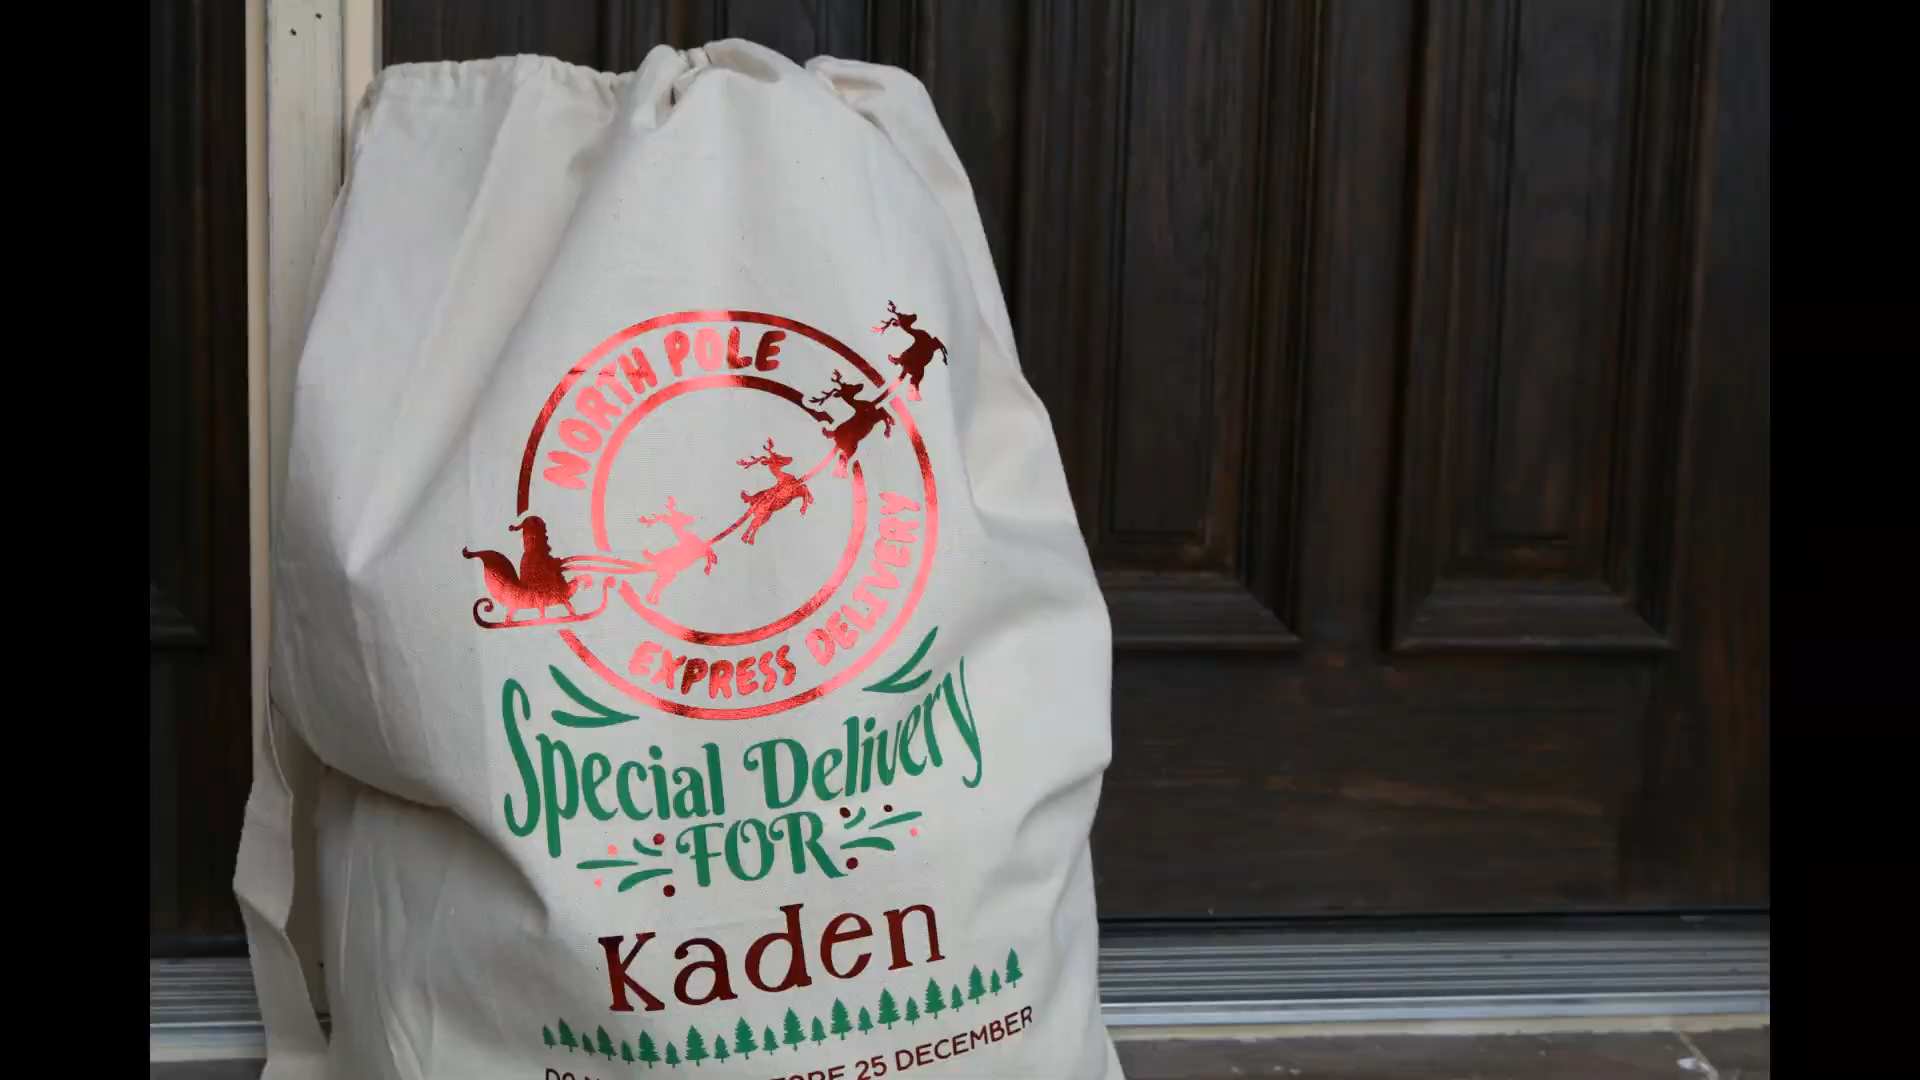 NORTH POLE
EXPRESS DELIVERY
Special Delivery
FOR
Kaden
25 DECEMBER